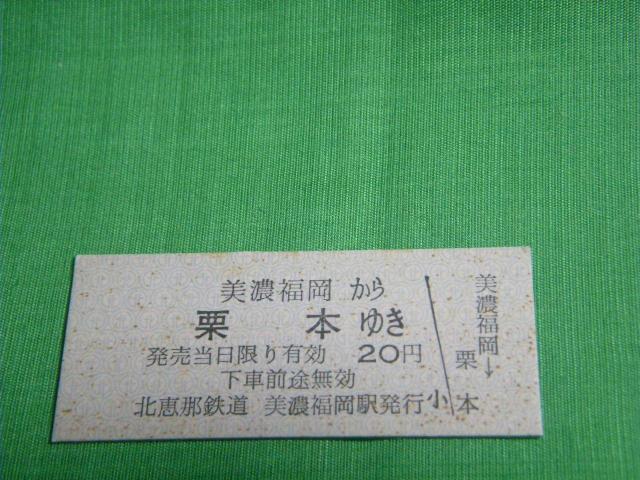 美濃福岡から
栗本ゆき
発売当日限り有効 20円
下車前途無効
北恵那鉄道 美濃福岡駅発行
小
美濃福岡→
栗本